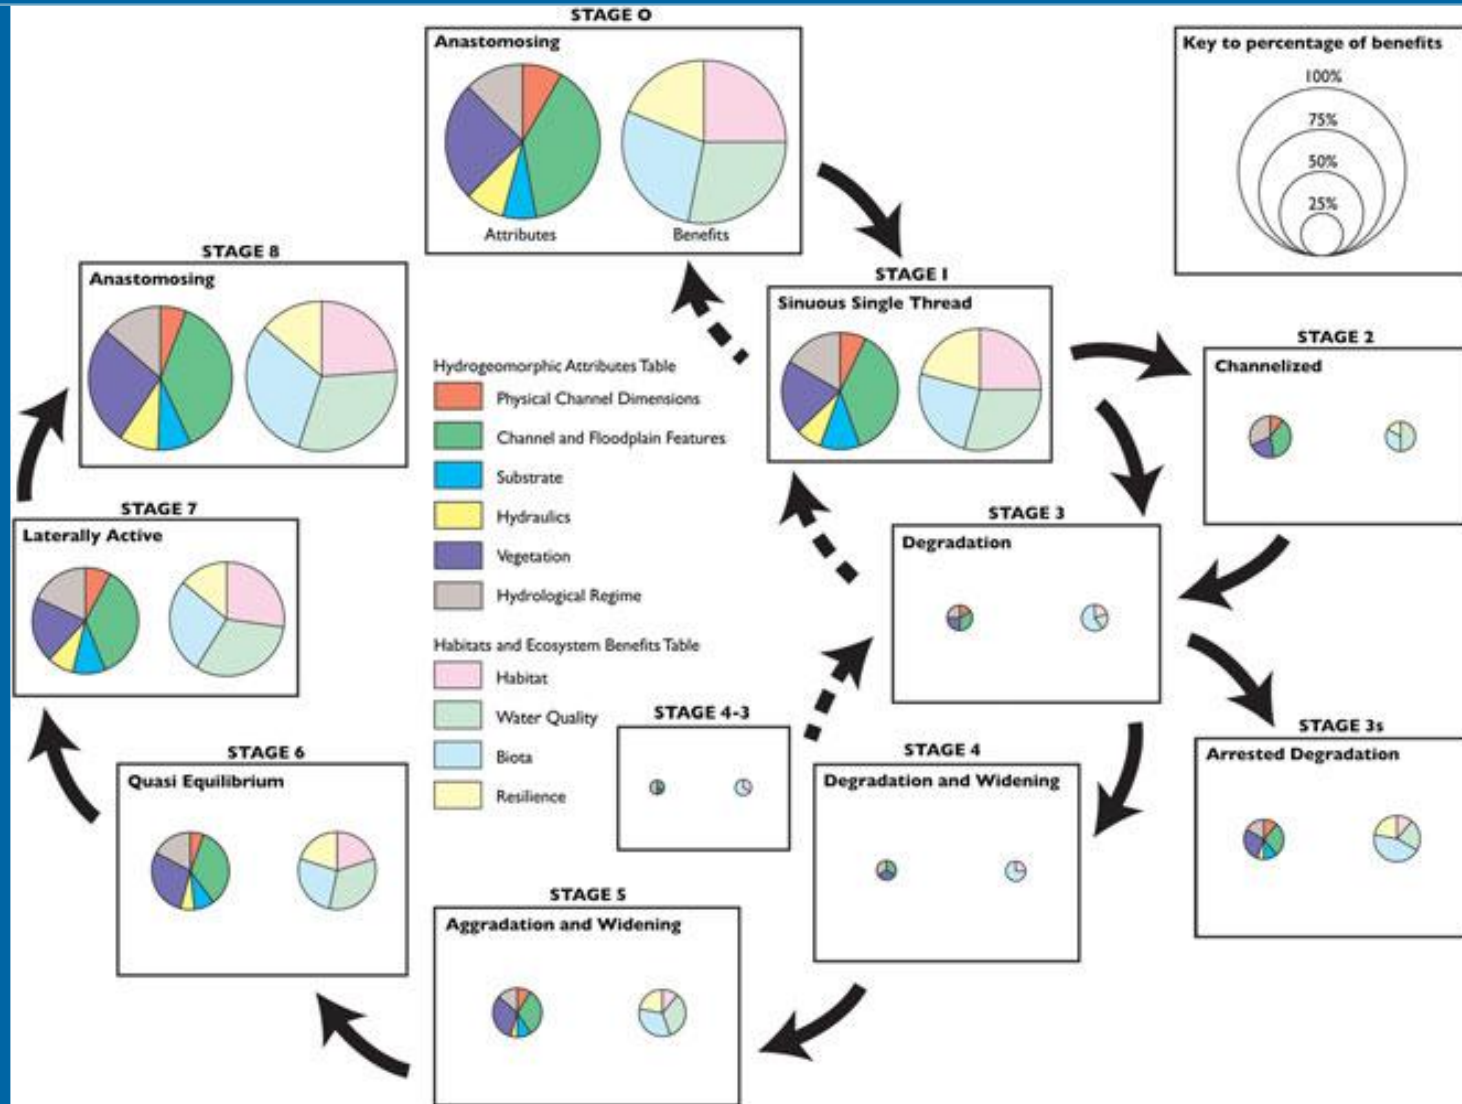 STAGE O
Anastomosing
Attributes
Benefits
Key to percentage of benefits
100%
75%
50%
25%
STAGE 8
Anastomosing
STAGE I
Sinuous Single Thread
STAGE 2
Channelized
Hydrogeomorphic Attributes Table
Physical Channel Dimensions
Channel and Floodplain Features
Substrate
Hydraulics
Vegetation
Hydrological Regime
Habitats and Ecosystem Benefits Table
Habitat
Water Quality
Biota
Resilience
STAGE 7
Laterally Active
STAGE 3
Degradation
STAGE 4-3
STAGE 3s
Arrested Degradation
STAGE 6
Quasi Equilibrium
STAGE 4
Degradation and Widening
STAGE 5
Aggradation and Widening